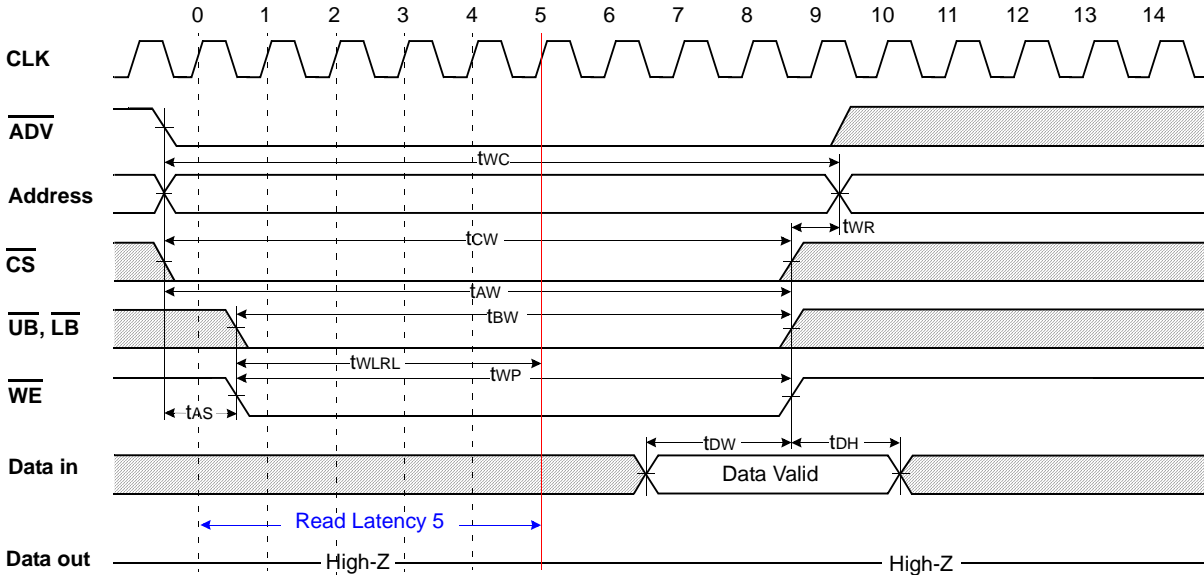 0 1 2 3 4 5 6 7 8 9 10 11 12 13 14
CLK
ADV
tWC
Address
tWR
tCW
CS
tAW
UB, LB
tBW
tWLRL
tWP
WE
tAS
tDW
tDH
Data in
Data Valid
Read Latency 5
Data out
High-Z
High-Z